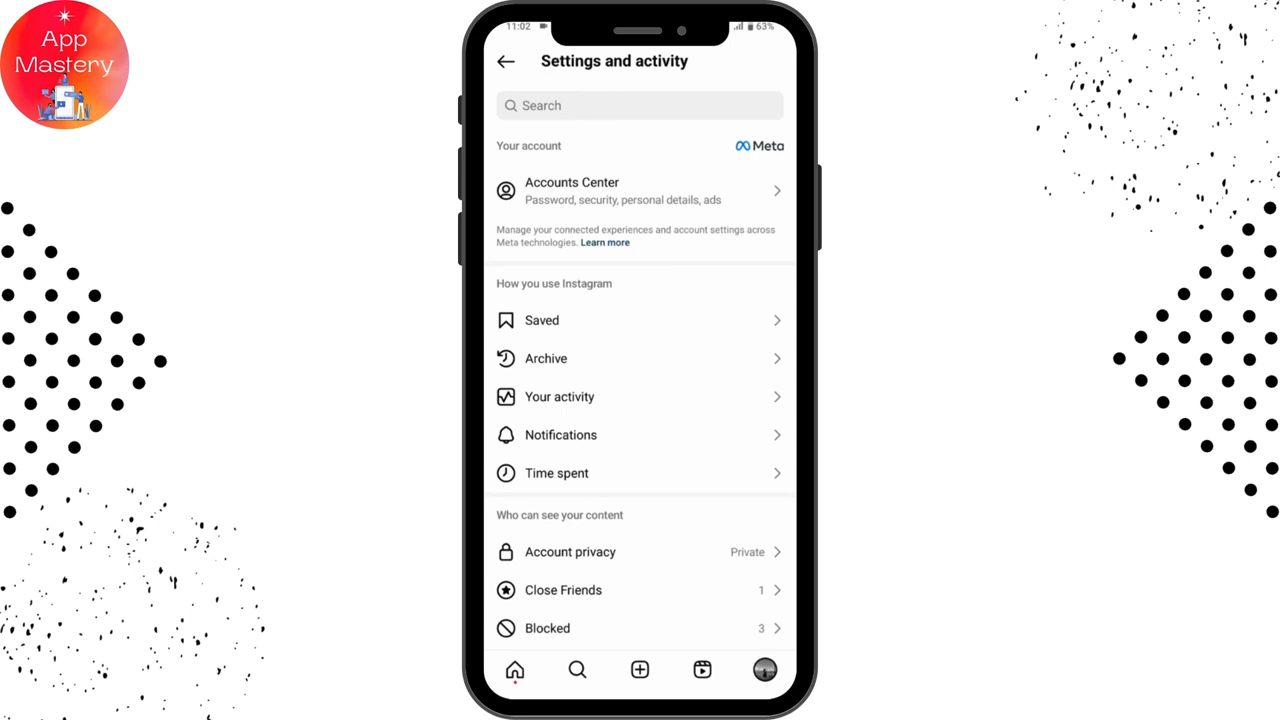 App
Mastery
11:02
63%
Settings and activity
Search
Your account
Meta
Accounts Center
Password, security, personal details, ads
Manage your connected experiences and account settings across
Meta technologies. Learn more
How you use Instagram
Saved
Archive
Your activity
Notifications
Time spent
Who can see your content
Account privacy Private
Close Friends 1
Blocked 3